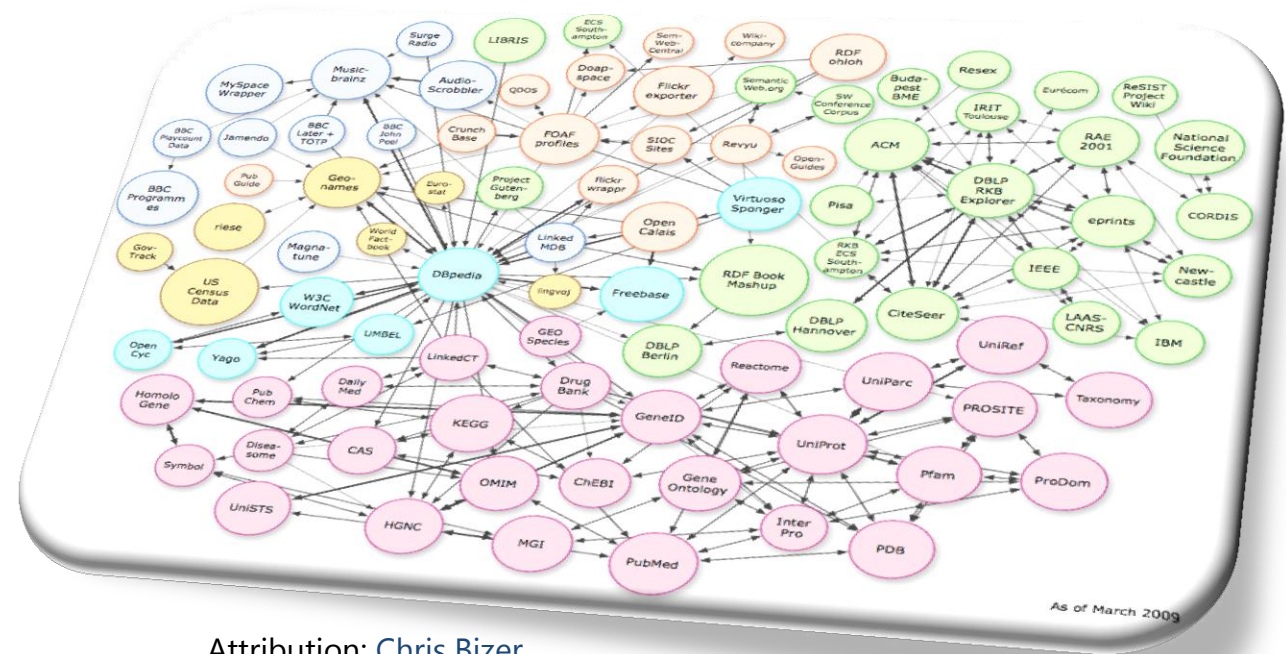 Surge
Radio
LIBRIS
ECS
South-
ampton
Sem-
Web-
Central
Wiki-
company
RDF
ohloh
Music-
brainz
Audio-
Scrobbler
MySpace
Wrapper
QDOS
Doap-
space
Flickr
exporter
Semantic
Web.org
SW
Conference
Corpus
Buda-
pest
BME
Resex
IRIT
Toulouse
Eurécom
ReSIST
Project
Wiki
BBC
Playcount
Data
Jamendo
BBC
Later +
TOTP
BBC
John
Peel
Crunch
Base
FOAF
profiles
SIOC
Sites
Revyu
Open-
Guides
ACM
RAE
2001
National
Science
Foundation
BBC
Programm
es
Pub
Guide
Geo-
names
Euro-
stat
Project
Guten-
berg
flickr
wrappr
Virtuoso
Sponger
Pisa
DBLP
RKB
Explorer
eprints
CORDIS
riese
World
Fact-
book
Magna-
tune
Linked
MDB
Open
Calais
RKB
ECS
South-
ampton
IEEE
New-
castle
Gov-
Track
US
Census
Data
DBpedia
lingvoj
Freebase
RDF Book
Mashup
W3C
WordNet
UMBEL
Open
Cyc
Yago
GEO
Species
DBLP
Berlin
DBLP
Hannover
CiteSeer
LAAS-
CNRS
IBM
LinkedCT
Reactome
UniParc
UniRef
Taxonomy
Homolo
Gene
Pub
Chem
Daily
Med
Drug
Bank
GeneID
PROSITE
KEGG
UniProt
Symbol
Disea-
some
CAS
OMIM
ChEBI
Gene
Ontology
Pfam
ProDom
UniSTS
HGNC
MGI
PubMed
Inter
Pro
PDB
As of March 2009
Attribution: Chris Bizer